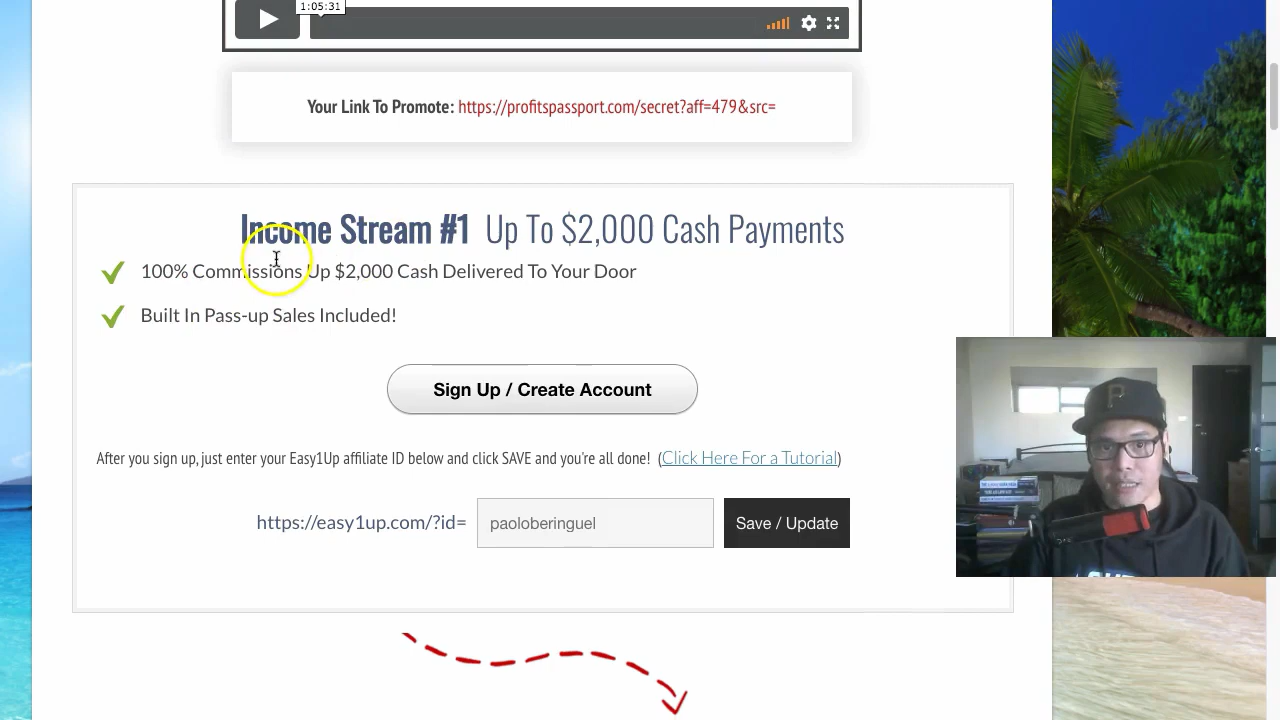 1:05:31
Your Link To Promote: https://profitspassport.com/secret?aff=479&src=
Income Stream #1 Up To $2,000 Cash Payments
100% Commissions Up $2,000 Cash Delivered To Your Door
Built In Pass-up Sales Included!
Sign Up / Create Account
After you sign up, just enter your Easy1Up affiliate ID below and click SAVE and you're all done! (Click Here For a Tutorial)
https://easy1up.com/?id= paoloberinguel Save / Update
P